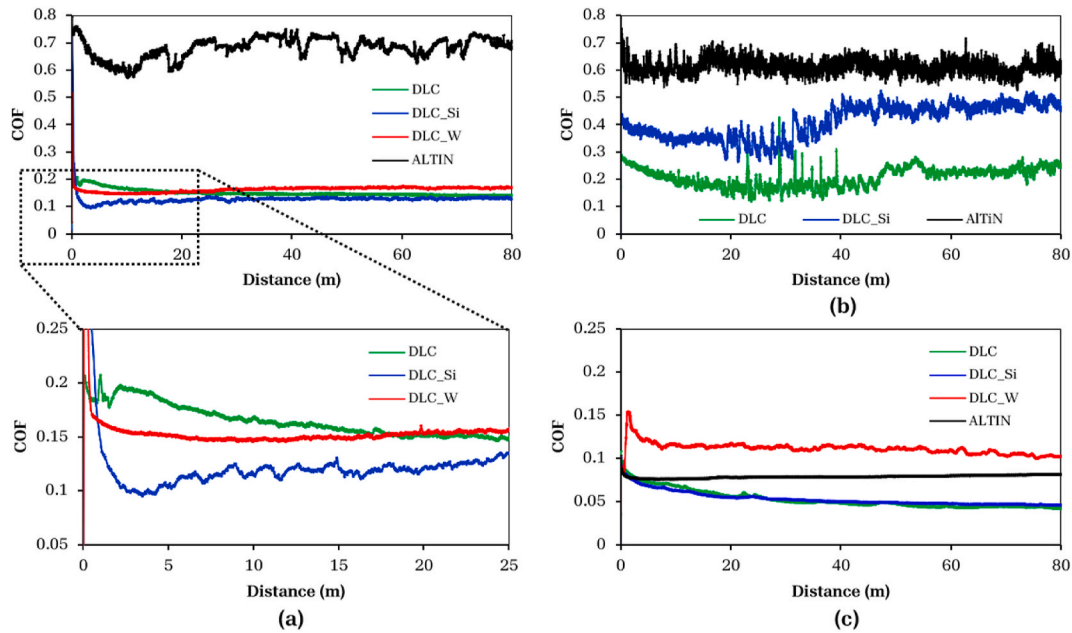 0.8
0.7
0.6
0.5
0.4
0.3
0.2
0.1
0
COF
DLC
DLC_Si
DLC_W
ALTIN
0 20 40 60 80
Distance (m)
0.8
0.7
0.6
0.5
0.4
0.3
0.2
0.1
0
COF
DLC DLC_Si AlTiN
0 20 40 60 80
Distance (m)
(b)
0.25
0.2
0.15
0.1
0.05
COF
DLC
DLC_Si
DLC_W
0 5 10 15 20 25
Distance (m)
(a)
0.25
0.2
0.15
0.1
0.05
0
COF
DLC
DLC_Si
DLC_W
ALTIN
0 20 40 60 80
Distance (m)
(c)